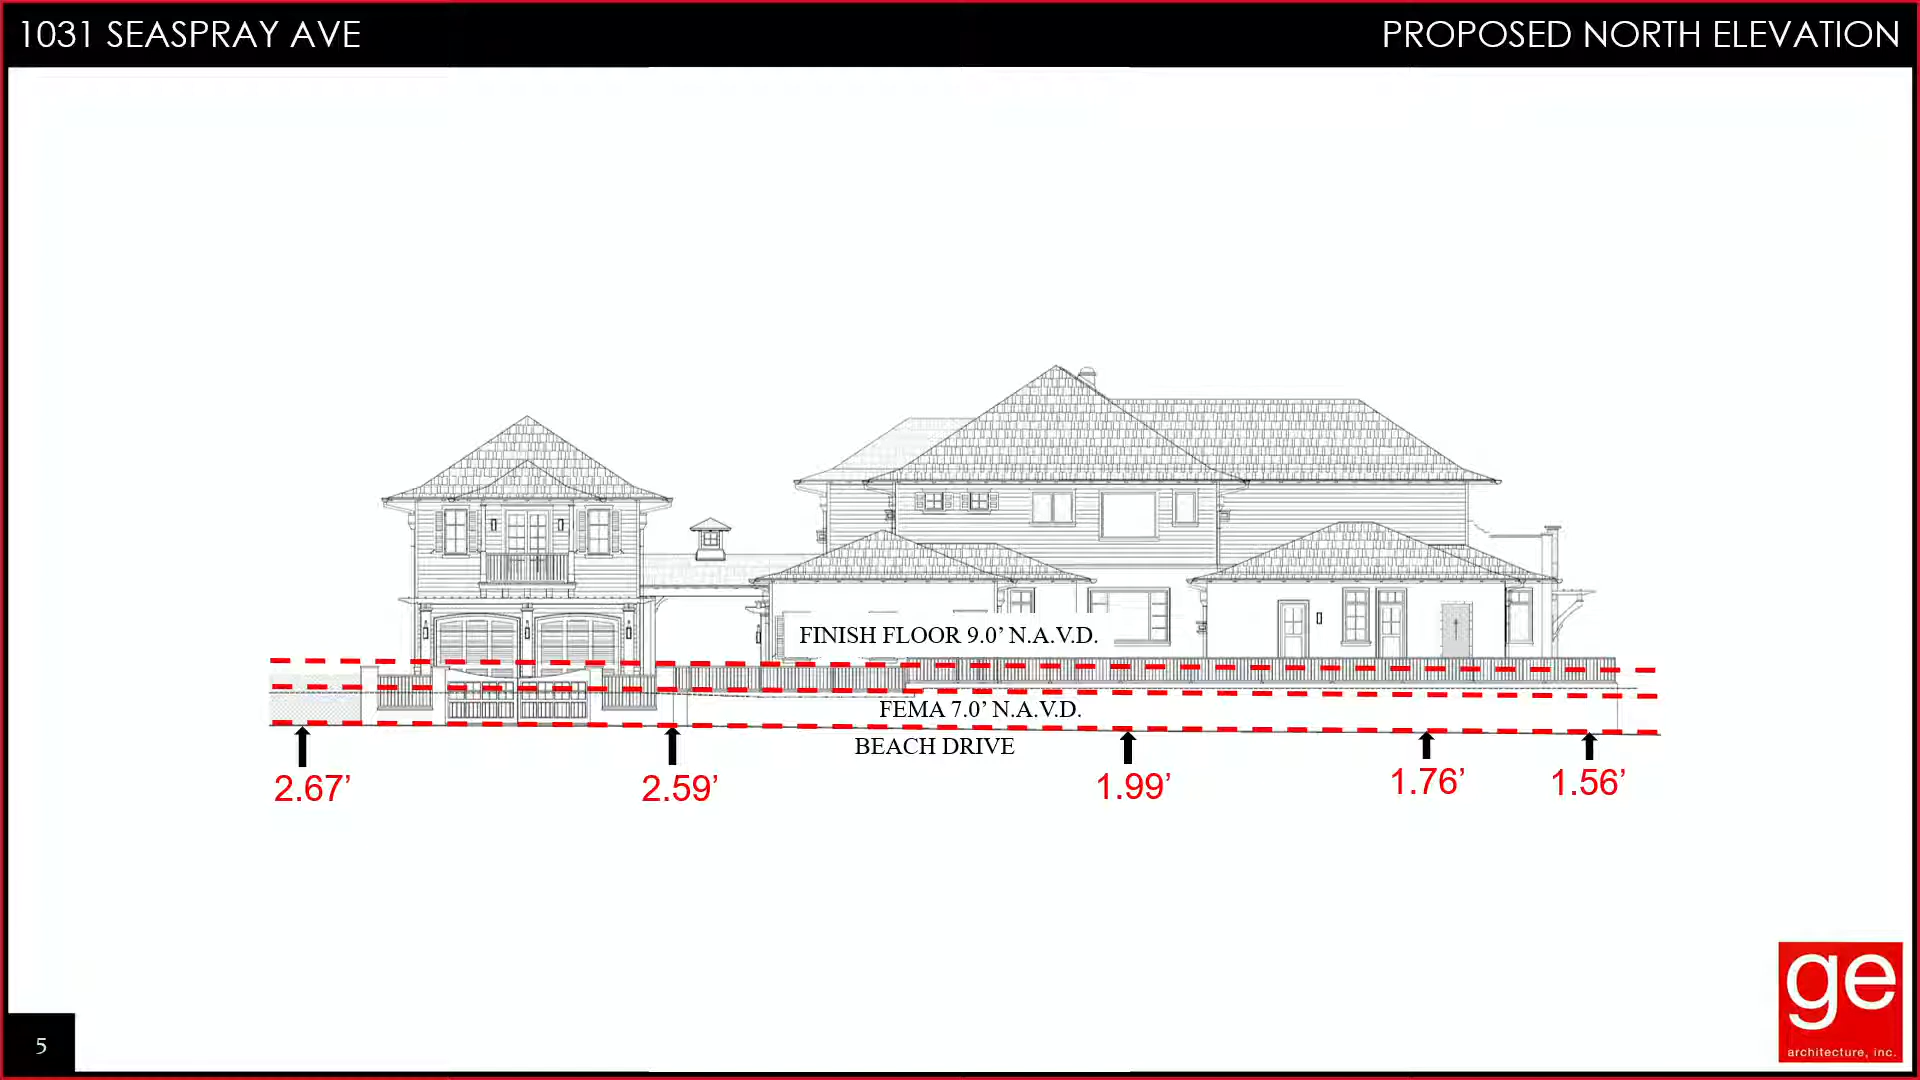 1031 SEASPRAY AVE
PROPOSED NORTH ELEVATION
FINISH FLOOR 9.0’ N.A.V.D.
FEMA 7.0’ N.A.V.D.
BEACH DRIVE
2.67’
2.59’
1.99’
1.76’
1.56’
5
ge
architecture, inc.